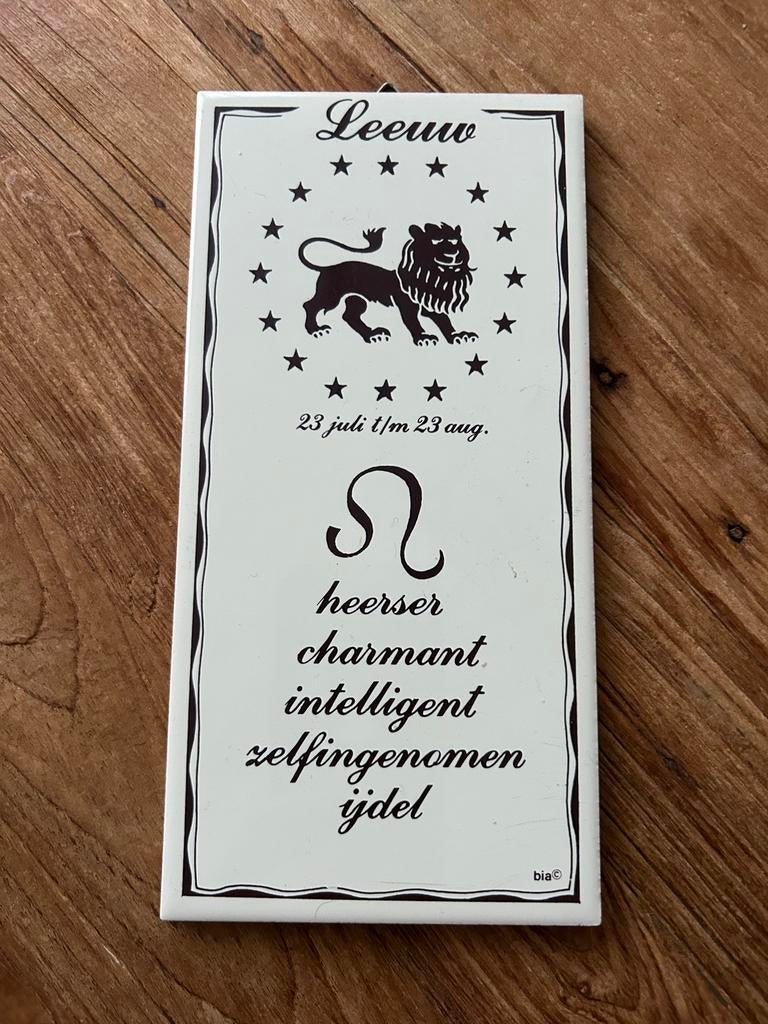 Leeuw
23 juli t/m 23 aug.
heerser
charmant
intelligent
zelfingenomen
ijdel
bia©